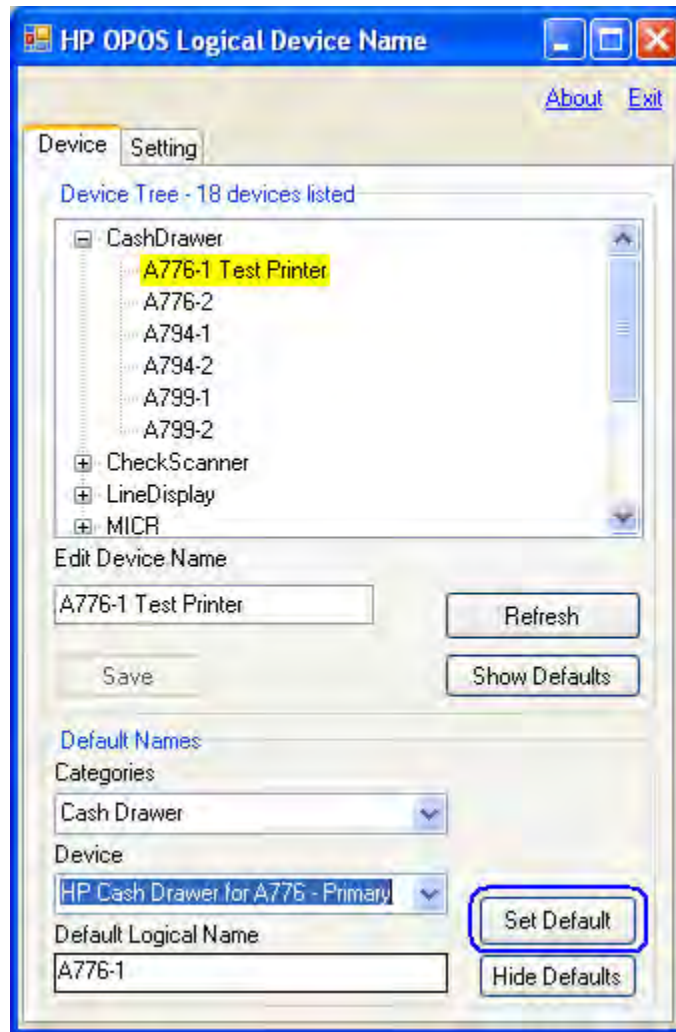 HP OPOS Logical Device Name
About Exit
Device Setting
Device Tree - 18 devices listed
CashDrawer
A776-1 Test Printer
A776-2
A794-1
A794-2
A799-1
A799-2
CheckScanner
LineDisplay
MICR
Edit Device Name
A776-1 Test Printer
Refresh
Save
Show Defaults
Default Names
Categories
Cash Drawer
Device
HP Cash Drawer for A776 - Primary
Set Default
Default Logical Name
A776-1
Hide Defaults